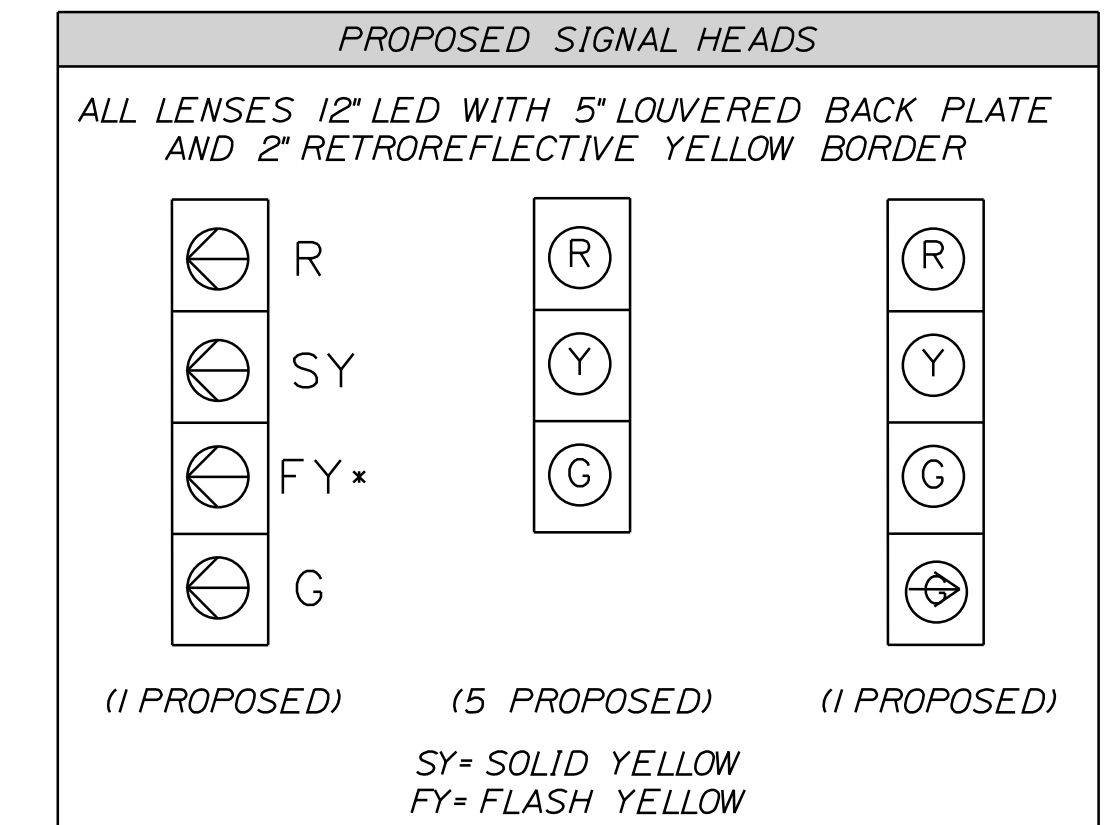 PROPOSED SIGNAL HEADS
ALL LENSES 12" LED WITH 5" LOUVERED BACK PLATE
AND 2" RETROREFLECTIVE YELLOW BORDER
R
SY
FY*
G
R
Y
G
R
Y
G
G
(1 PROPOSED)
(5 PROPOSED)
(1 PROPOSED)
SY= SOLID YELLOW
FY= FLASH YELLOW